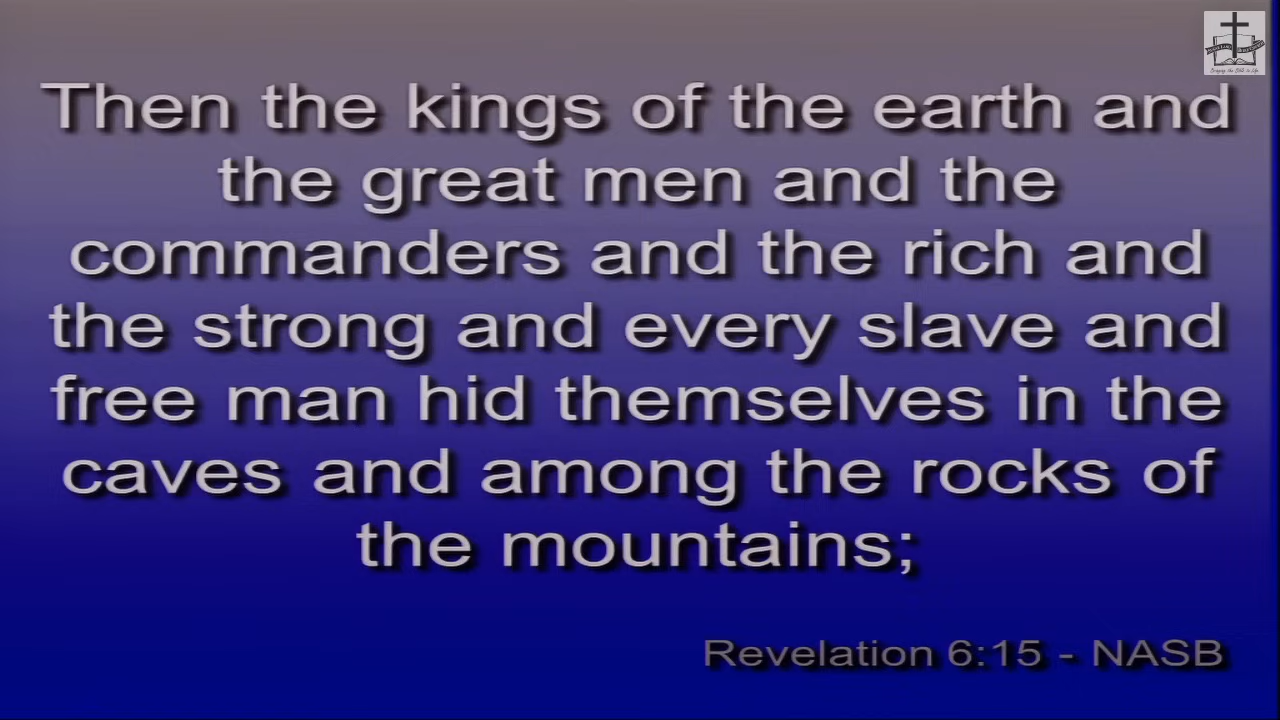 Then the kings of the earth and
the great men and the
commanders and the rich and
the strong and every slave and
free man hid themselves in the
caves and among the rocks of
the mountains;
Revelation 6:15 - NASB